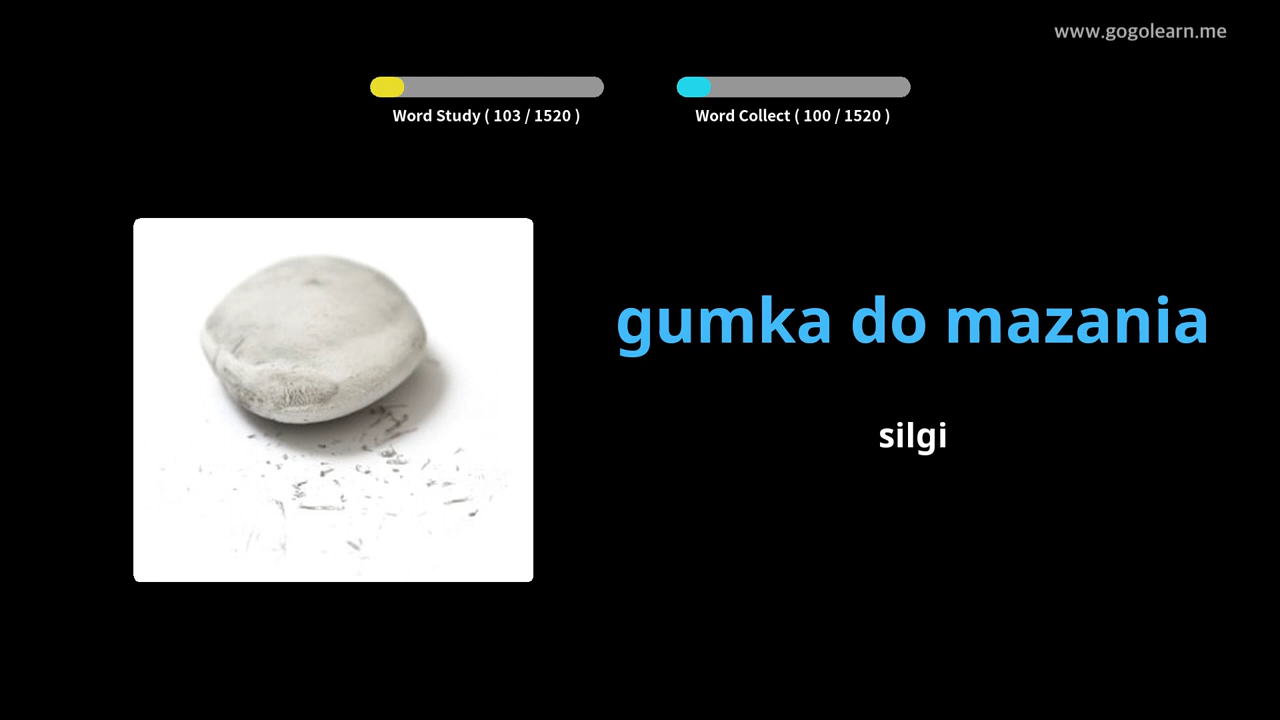 www.gogolearn.me
Word Study ( 103 / 1520 )
Word Collect ( 100 / 1520 )
gumka do mazania
silgi